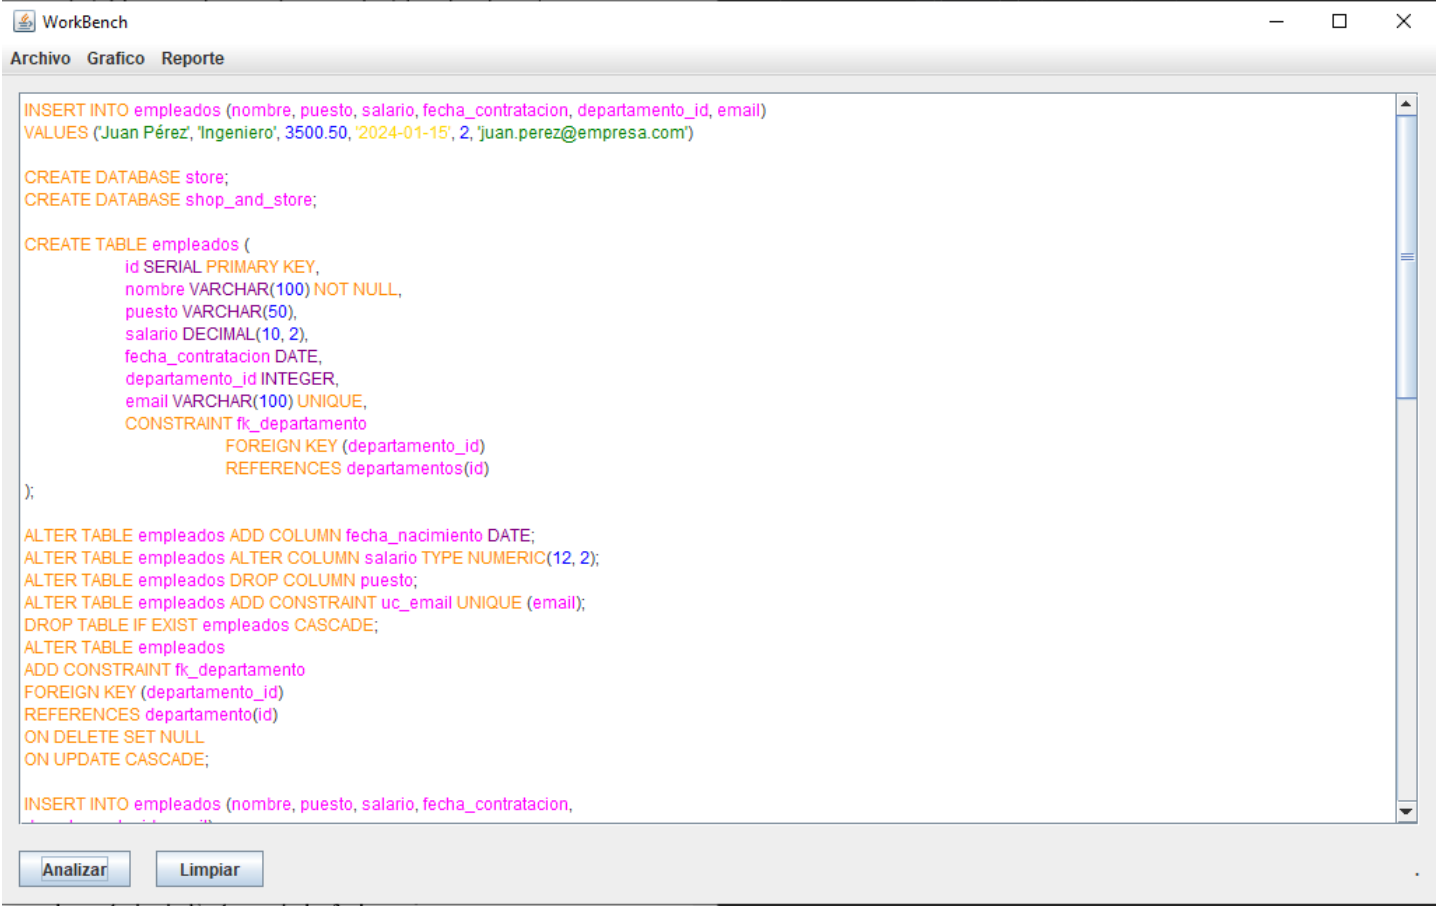 WorkBench
Archivo Grafico Reporte
INSERT INTO empleados (nombre, puesto, salario, fecha_contratacion, departamento_id, email)
VALUES ('Juan Pérez', 'Ingeniero', 3500.50, '2024-01-15', 2, 'juan.perez@empresa.com')
CREATE DATABASE store;
CREATE DATABASE shop_and_store;
CREATE TABLE empleados (
id SERIAL PRIMARY KEY,
nombre VARCHAR(100) NOT NULL,
puesto VARCHAR(50),
salario DECIMAL(10, 2),
fecha_contratacion DATE,
departamento_id INTEGER,
email VARCHAR(100) UNIQUE,
CONSTRAINT fk_departamento
FOREIGN KEY (departamento_id)
REFERENCES departamentos(id)
);
ALTER TABLE empleados ADD COLUMN fecha_nacimiento DATE;
ALTER TABLE empleados ALTER COLUMN salario TYPE NUMERIC(12, 2);
ALTER TABLE empleados DROP COLUMN puesto;
ALTER TABLE empleados ADD CONSTRAINT uc_email UNIQUE (email);
DROP TABLE IF EXIST empleados CASCADE;
ALTER TABLE empleados
ADD CONSTRAINT fk_departamento
FOREIGN KEY (departamento_id)
REFERENCES departamento(id)
ON DELETE SET NULL
ON UPDATE CASCADE;
INSERT INTO empleados (nombre, puesto, salario, fecha_contratacion,
Analizar Limpiar .